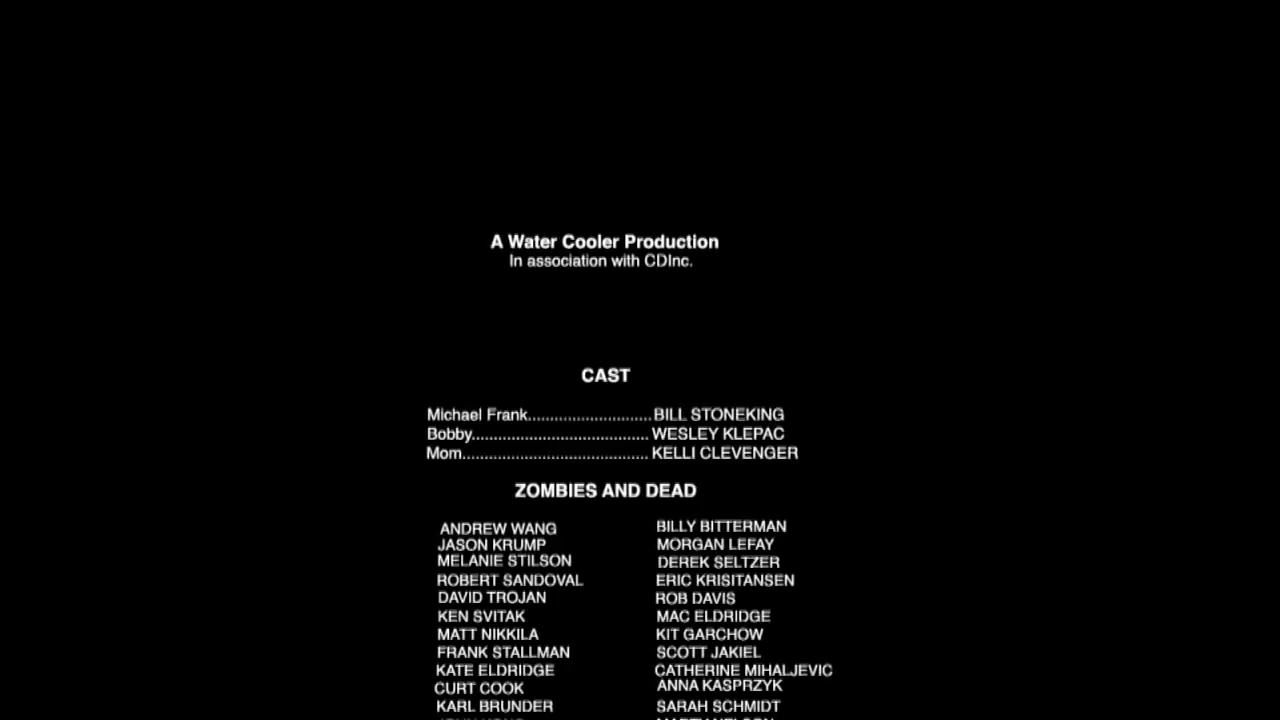 A Water Cooler Production
In association with CDInc.
CAST
Michael Frank............................BILL STONEKING
Bobby........................................ WESLEY KLEPAC
Mom.......................................... KELLI CLEVENGER
ZOMBIES AND DEAD
ANDREW WANG BILLY BITTERMAN
JASON KRUMP MORGAN LEFAY
MELANIE STILSON DEREK SELTZER
ROBERT SANDOVAL ERIC KRISITANSEN
DAVID TROJAN ROB DAVIS
KEN SVITAK MAC ELDRIDGE
MATT NIKKILA KIT GARCHOW
FRANK STALLMAN SCOTT JAKIEL
KATE ELDRIDGE CATHERINE MIHALJEVIC
CURT COOK ANNA KASPRZYK
KARL BRUNDER SARAH SCHMIDT